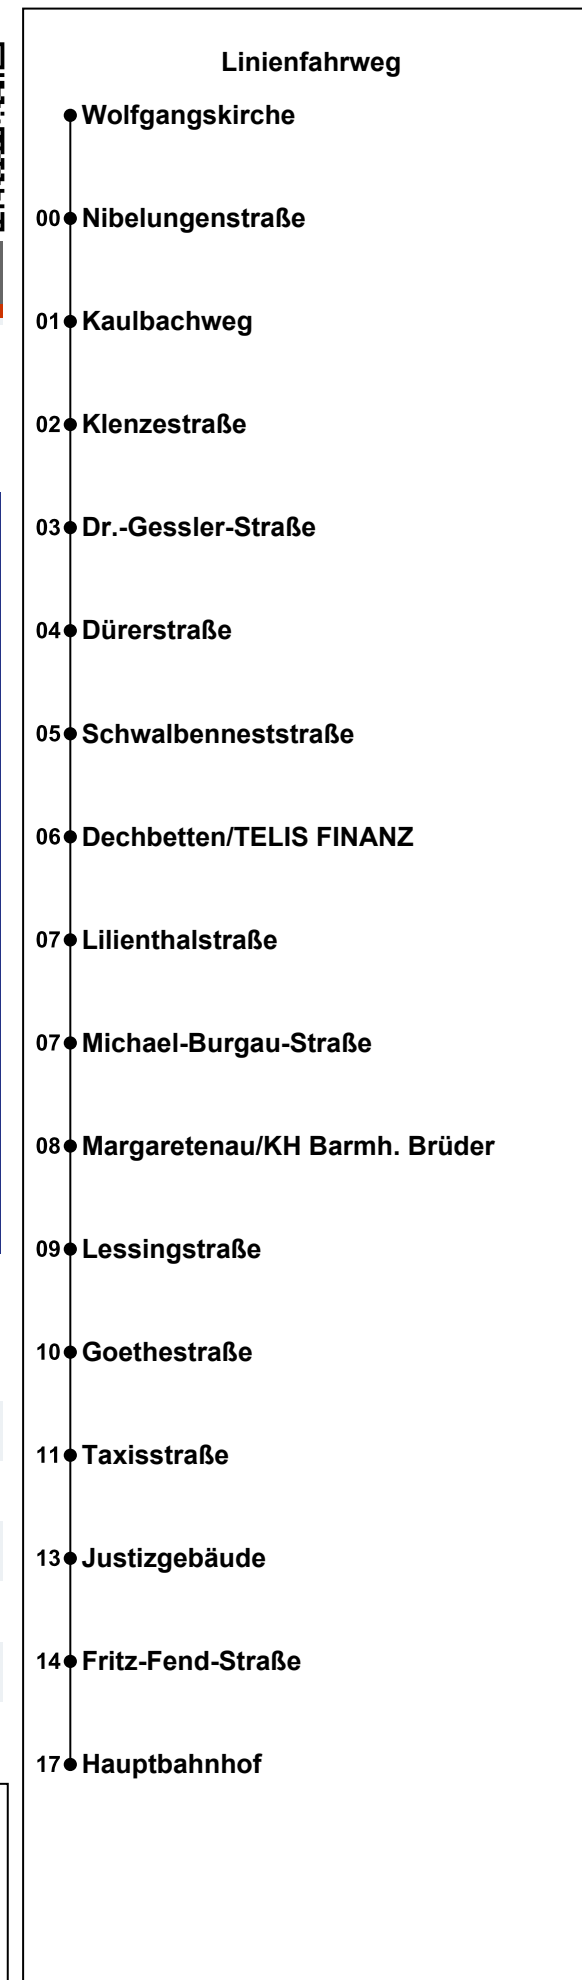 Linienfahrweg
Wolfgangskirche
00 Nibelungenstraße
01 Kaulbachweg
02 Klenzestraße
03 Dr.-Gessler-Straße
04 Dürerstraße
05 Schwalbenneststraße
06 Dechbetten/TELIS FINANZ
07 Lilienthalstraße
07 Michael-Burgau-Straße
08 Margaretenau/KH Barmh. Brüder
09 Lessingstraße
10 Goethestraße
11 Taxisstraße
13 Justizgebäude
14 Fritz-Fend-Straße
17 Hauptbahnhof